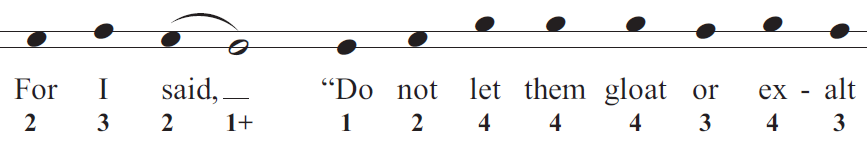 For I said, “Do not let them gloat or ex - alt
2 3 2 1+ 1 2 4 4 4 3 4 3